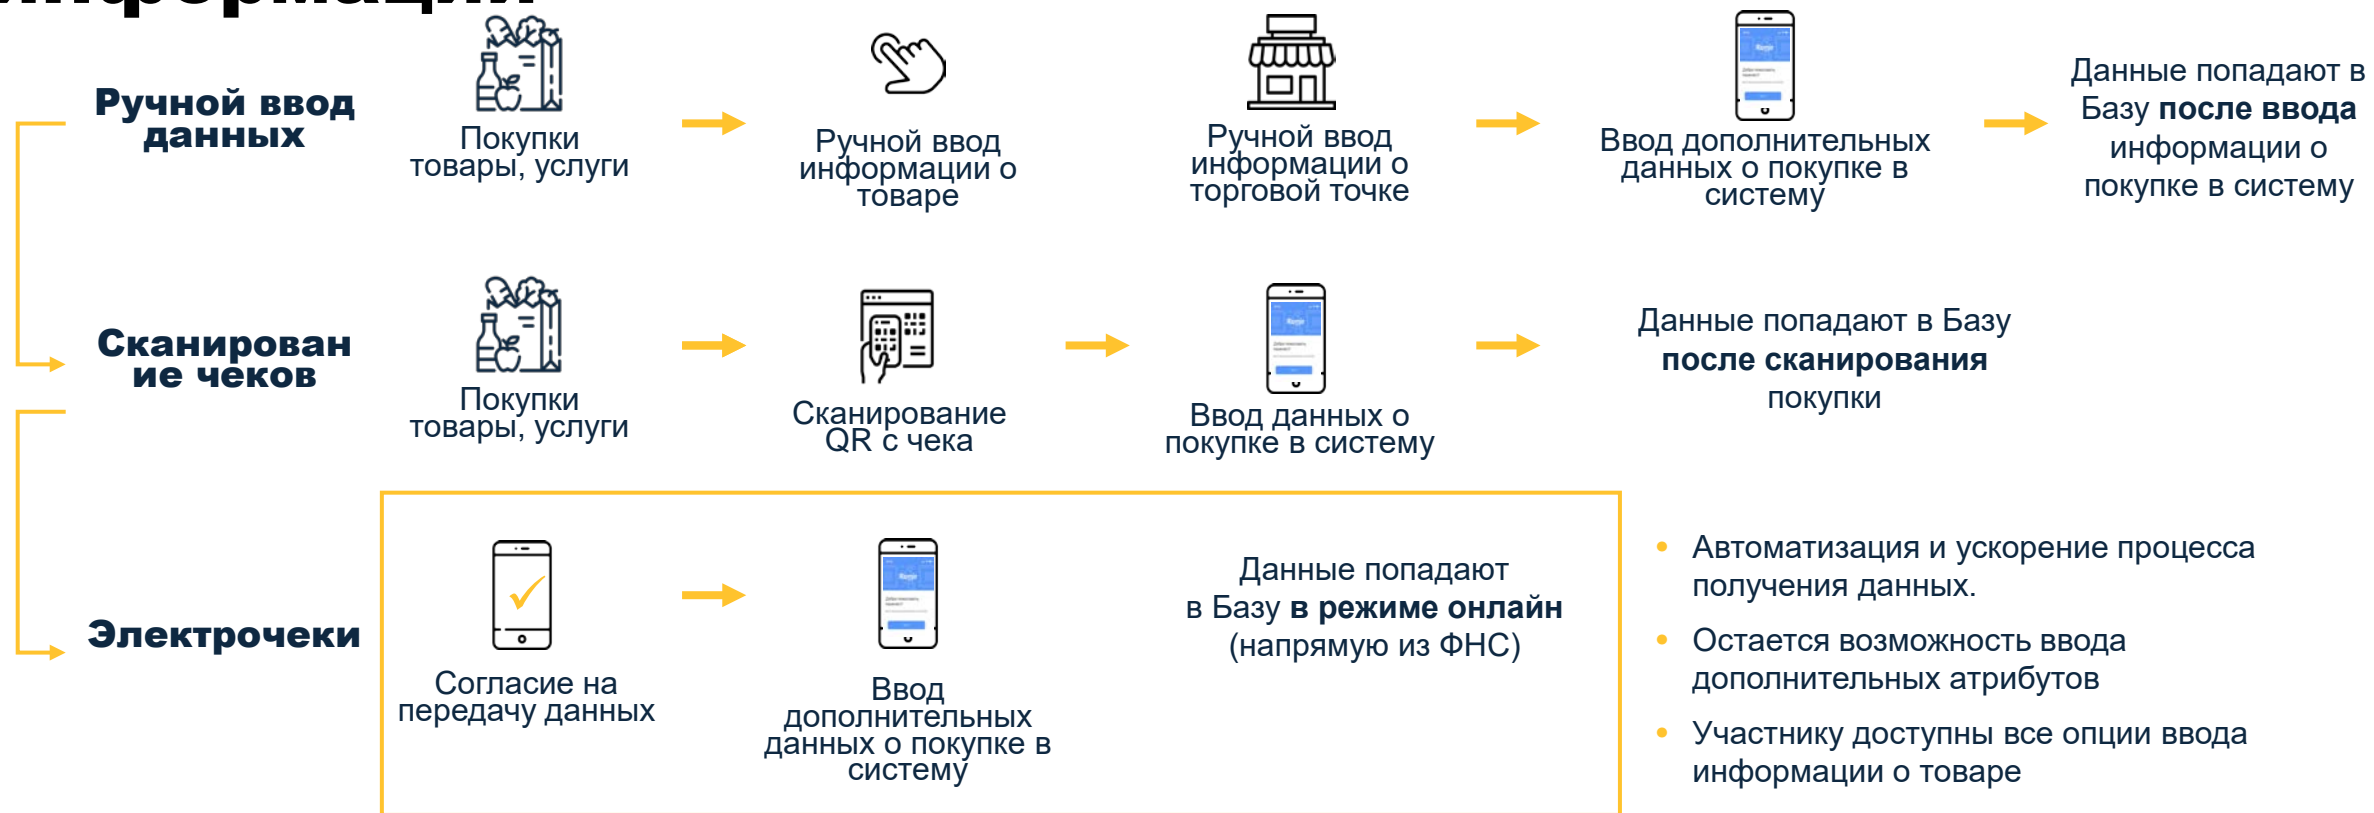 информации
Ручной ввод
данных
Покупки
товары, услуги
Ручной ввод
информации о
товаре
Ручной ввод
информации о
торговой точке
Ввод дополнительных
данных о покупке в
систему
Данные попадают в
Базу после ввода
информации о
покупке в систему
Сканирован
ие чеков
Покупки
товары, услуги
Сканирование
QR с чека
Ввод данных о
покупке в систему
Данные попадают в Базу
после сканирования
покупки
Электрочеки
Согласие на
передачу данных
Ввод
дополнительных
данных о покупке в
систему
Данные попадают
в Базу в режиме онлайн
(напрямую из ФНС)
• Автоматизация и ускорение процесса
получения данных.
• Остается возможность ввода
дополнительных атрибутов
• Участнику доступны все опции ввода
информации о товаре